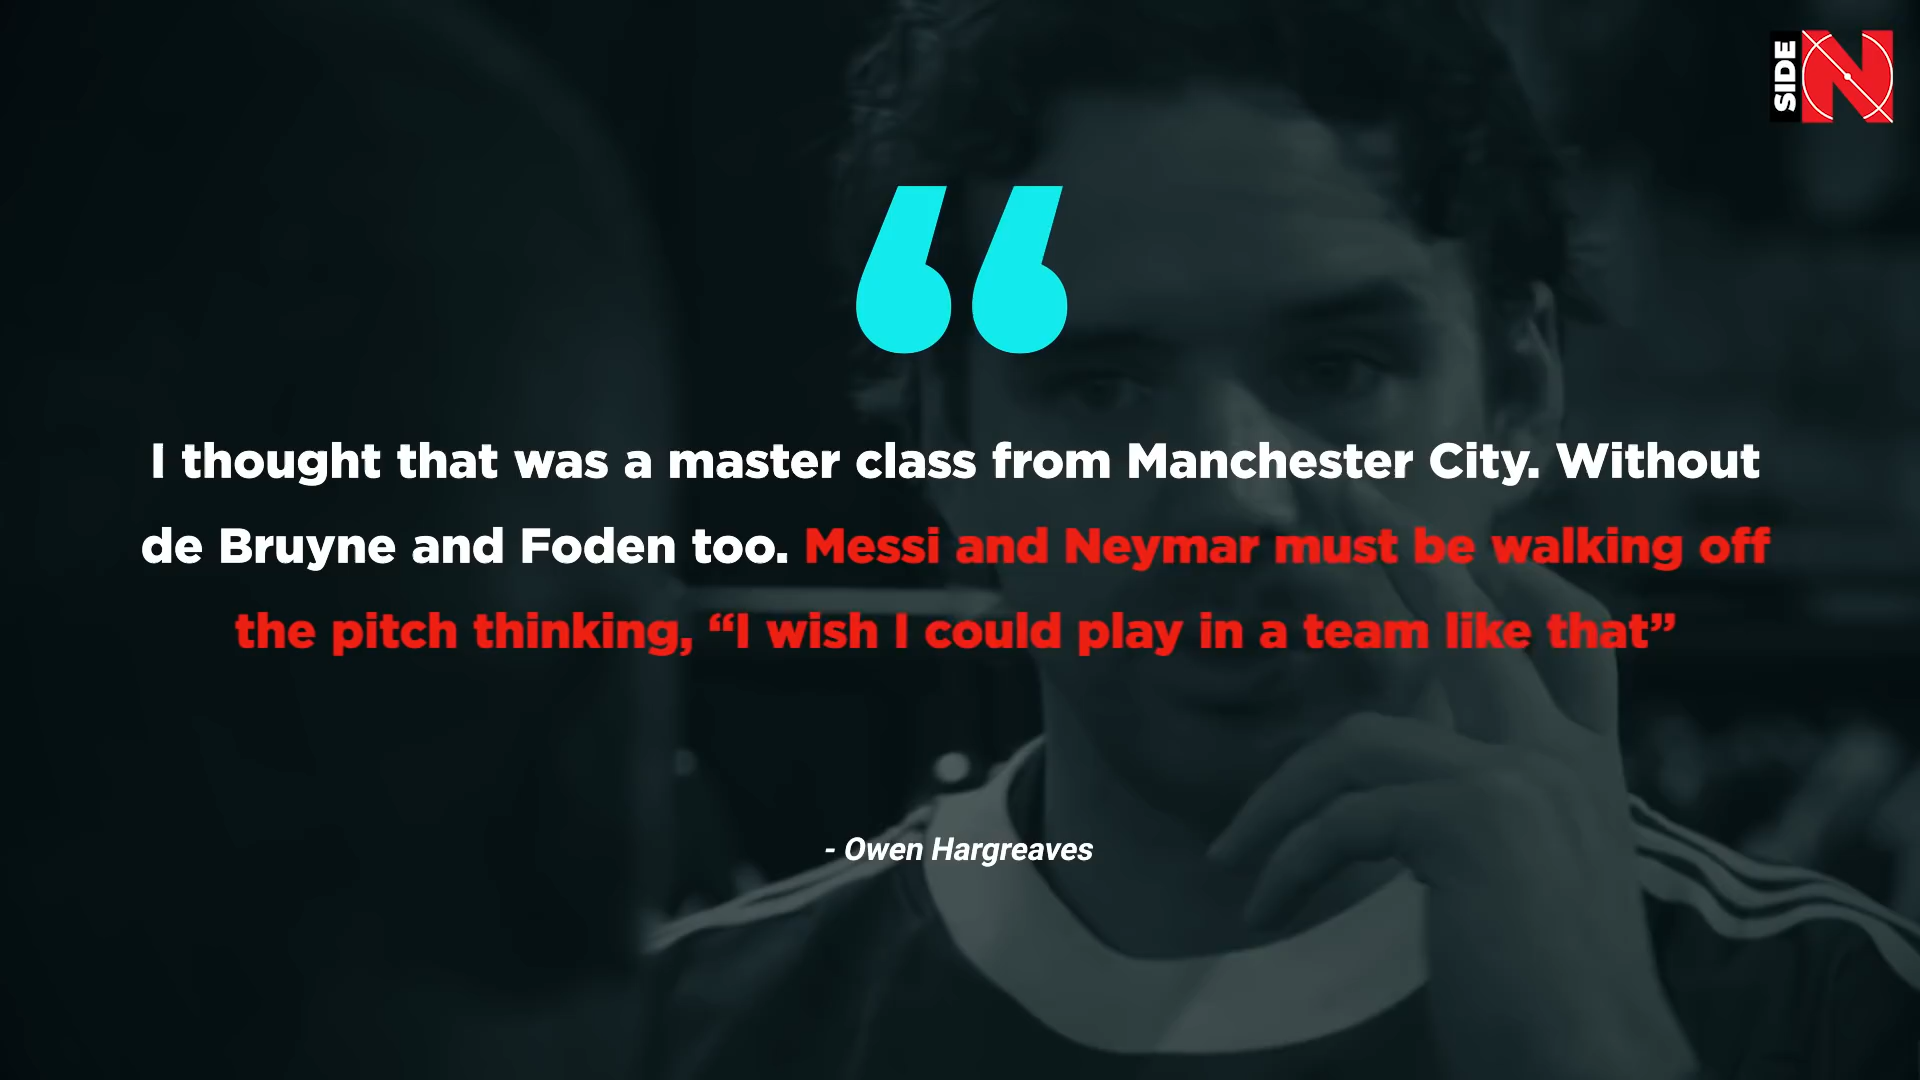 SIDE N
I thought that was a master class from Manchester City. Without
de Bruyne and Foden too. Messi and Neymar must be walking off
the pitch thinking, “I wish I could play in a team like that”
- Owen Hargreaves